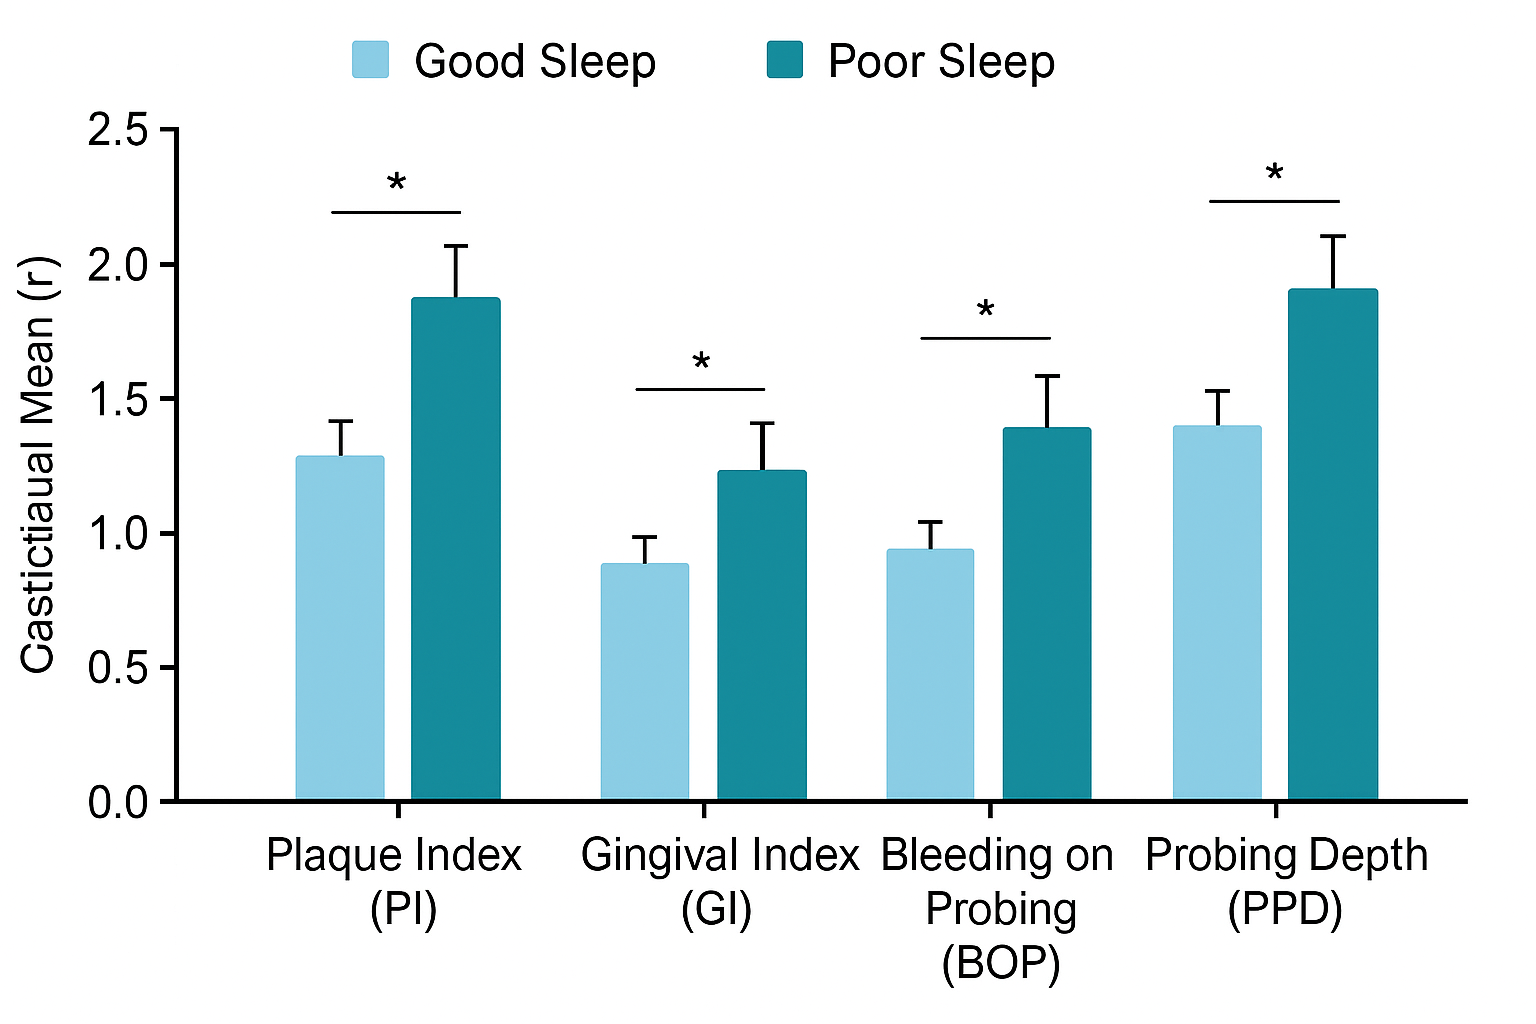 Good Sleep Poor Sleep
2.5
2.0
1.5
1.0
0.5
0.0
Castictiaual Mean (r)
*
*
*
*
Plaque Index
(PI)
Gingival Index
(GI)
Bleeding on
Probing
(BOP)
Probing Depth
(PPD)